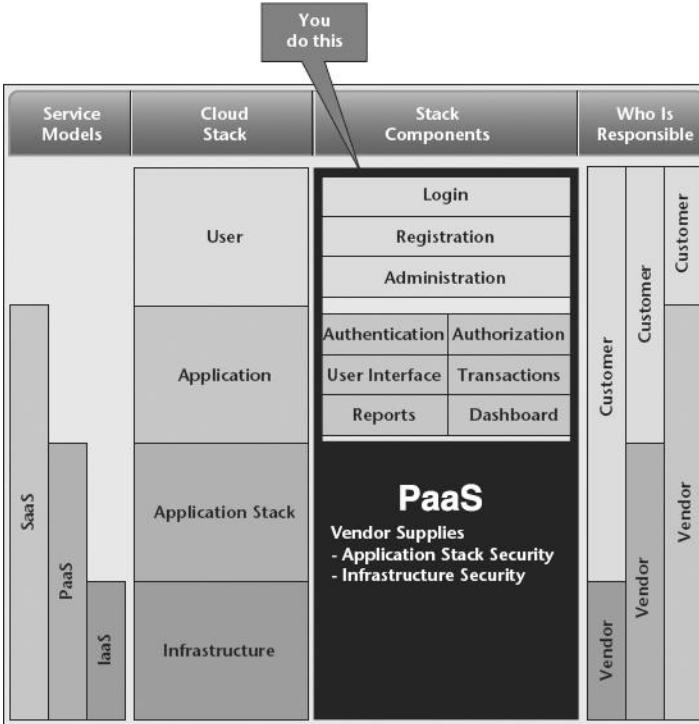 You
do this
Service
Models
Cloud
Stack
Stack
Components
Who Is
Responsible
User
Login
Registration
Administration
Application
Authentication Authorization
User Interface Transactions
Reports Dashboard
Application Stack
PaaS
Vendor Supplies
- Application Stack Security
- Infrastructure Security
Infrastructure
SaaS
PaaS
IaaS
Customer
Vendor
Customer
Vendor
Customer
Vendor